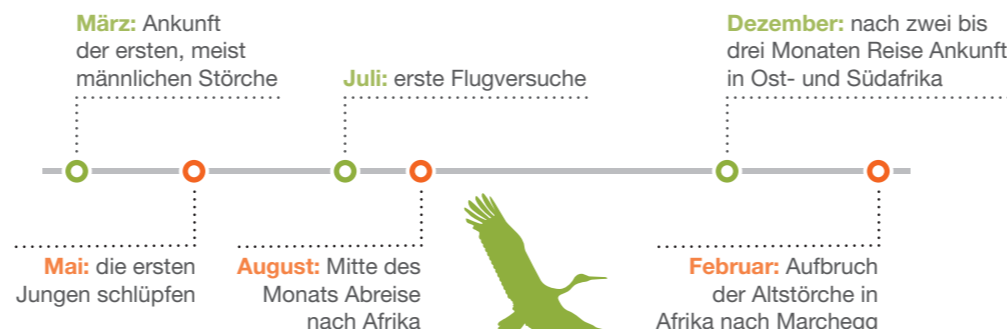 März: Ankunft
der ersten, meist
männlichen Störche
Mai: die ersten
Jungen schlüpfen
Juli: erste Flugversuche
August: Mitte des
Monats Abreise
nach Afrika
Dezember: nach zwei bis
drei Monaten Reise Ankunft
in Ost- und Südafrika
Februar: Aufbruch
der Altstörche in
Afrika nach Marchegg